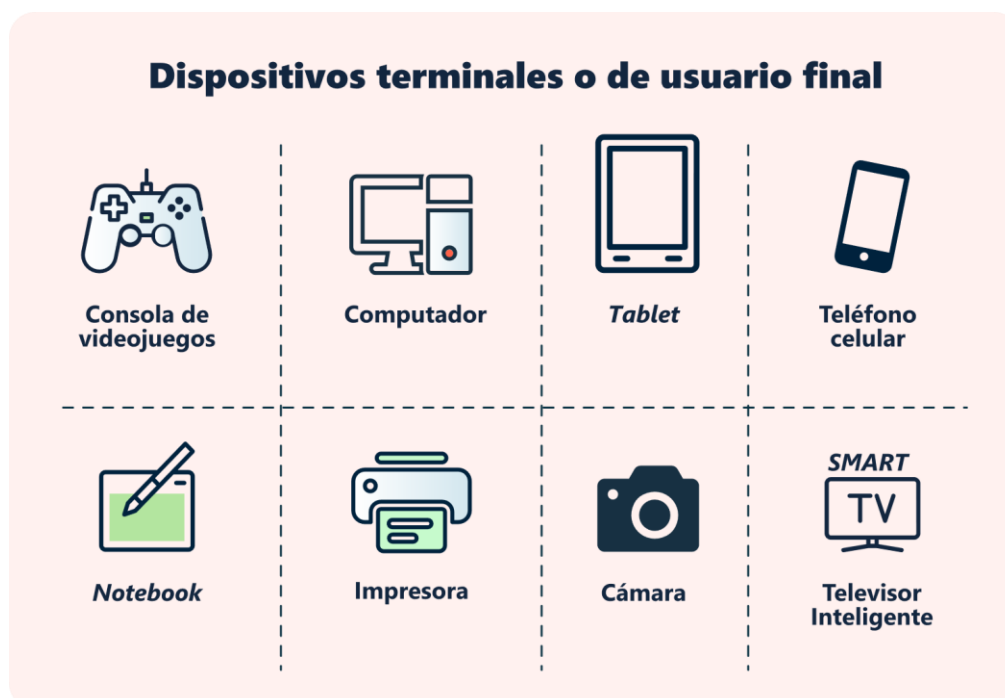 Dispositivos terminales o de usuario final
Consola de
videojuegos
Computador
Tablet
Teléfono
celular
Notebook
Impresora
Cámara
SMART
TV
Televisor
Inteligente